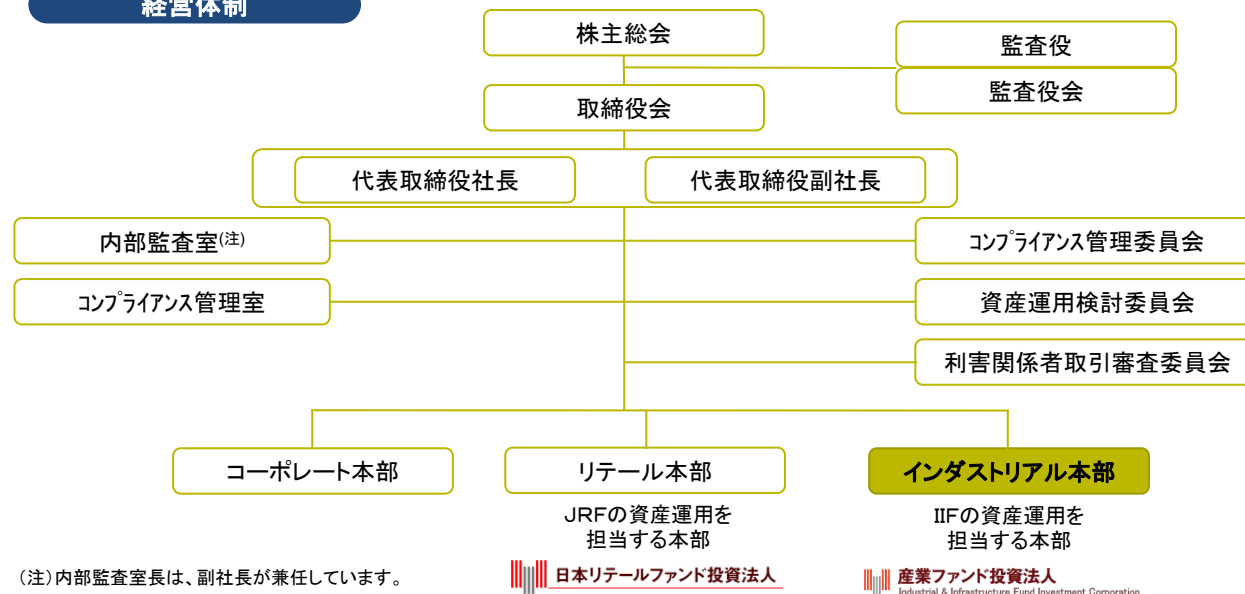 経営体制
株主総会
監査役
監査役会
取締役会
代表取締役社長
代表取締役副社長
内部監査室(注)
コンプライアンス管理委員会
コンプライアンス管理室
資産運用検討委員会
利害関係者取引審査委員会
コーポレート本部
リテール本部
インダストリアル本部
JRFの資産運用を
担当する本部
IIFの資産運用を
担当する本部
(注)内部監査室長は、副社長が兼任しています。
日本リテールファンド投資法人
産業ファンド投資法人
Industrial & Infrastructure Fund Investment Corporation